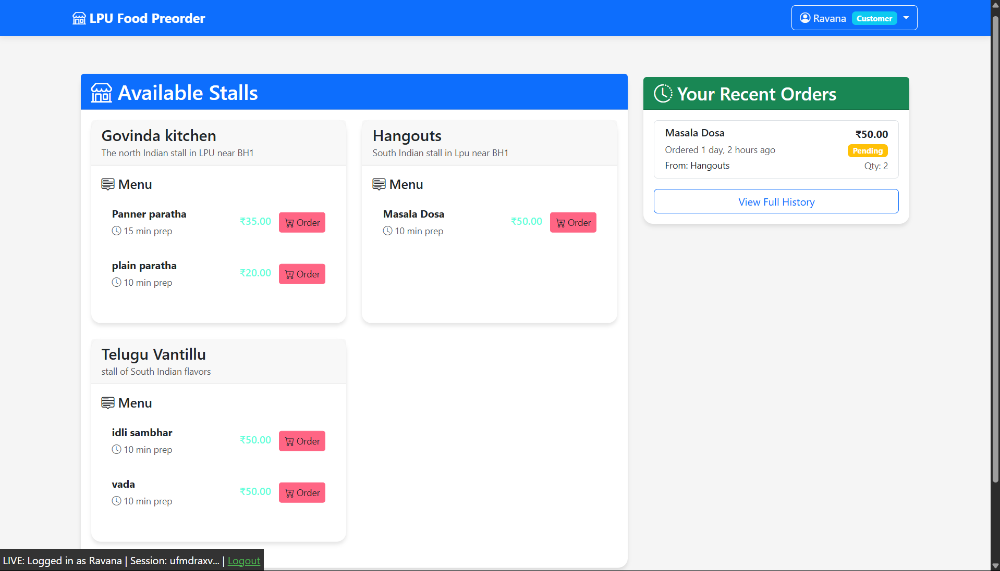 LPU Food Preorder
Ravana Customer
Available Stalls
Govinda kitchen
The north Indian stall in LPU near BH1
Menu
Panner paratha
15 min prep
₹35.00
Order
plain paratha
10 min prep
₹20.00
Order
Hangouts
South Indian stall in Lpu near BH1
Menu
Masala Dosa
10 min prep
₹50.00
Order
Telugu Vantillu
stall of South Indian flavors
Menu
idli sambhar
10 min prep
₹50.00
Order
vada
10 min prep
₹50.00
Order
Your Recent Orders
Masala Dosa
₹50.00
Ordered 1 day, 2 hours ago
Pending
From: Hangouts
Qty: 2
View Full History
LIVE: Logged in as Ravana | Session: ufmdraxv... | Logout